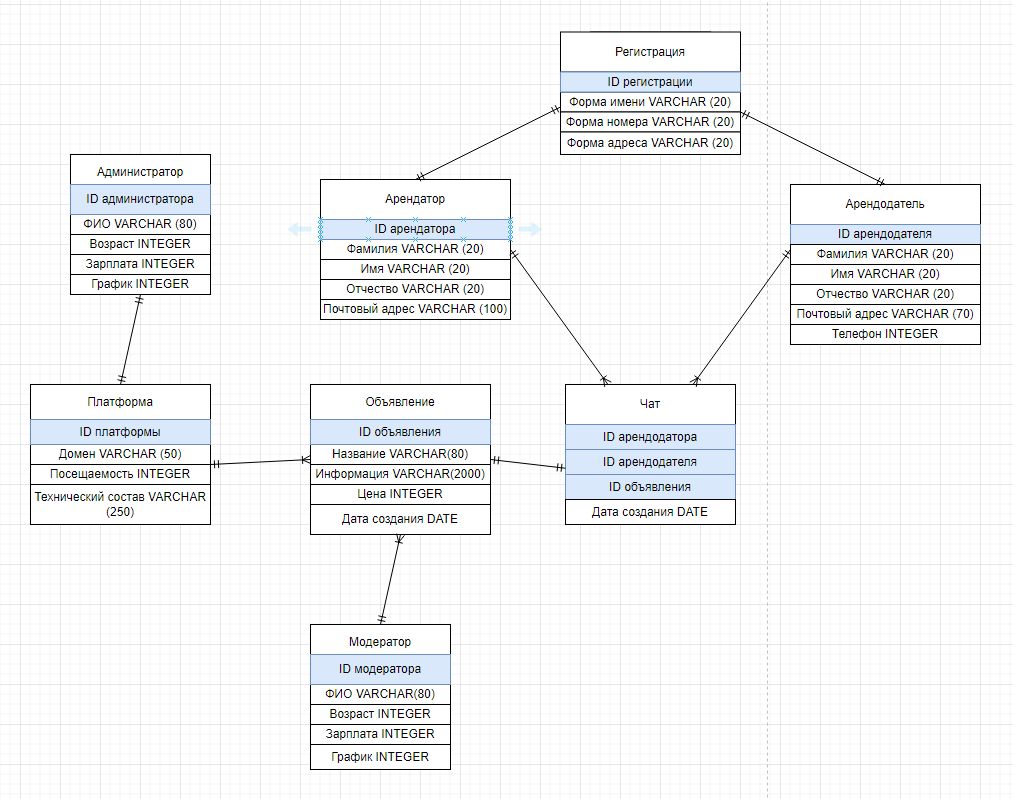 Регистрация
ID регистрации
Форма имени VARCHAR (20)
Форма номера VARCHAR (20)
Форма адреса VARCHAR (20)
Администратор
ID администратора
ФИО VARCHAR (80)
Возраст INTEGER
Зарплата INTEGER
График INTEGER
Арендатор
ID арендатора
Фамилия VARCHAR (20)
Имя VARCHAR (20)
Отчество VARCHAR (20)
Почтовый адрес VARCHAR (100)
Арендодатель
ID арендодателя
Фамилия VARCHAR (20)
Имя VARCHAR (20)
Отчество VARCHAR (20)
Почтовый адрес VARCHAR (70)
Телефон INTEGER
Платформа
ID платформы
Домен VARCHAR (50)
Посещаемость INTEGER
Технический состав VARCHAR
(250)
Объявление
ID объявления
Название VARCHAR(80)
Информация VARCHAR(2000)
Цена INTEGER
Дата создания DATE
Чат
ID арендодатора
ID арендодателя
ID объявления
Дата создания DATE
Модератор
ID модератора
ФИО VARCHAR(80)
Возраст INTEGER
Зарплата INTEGER
График INTEGER